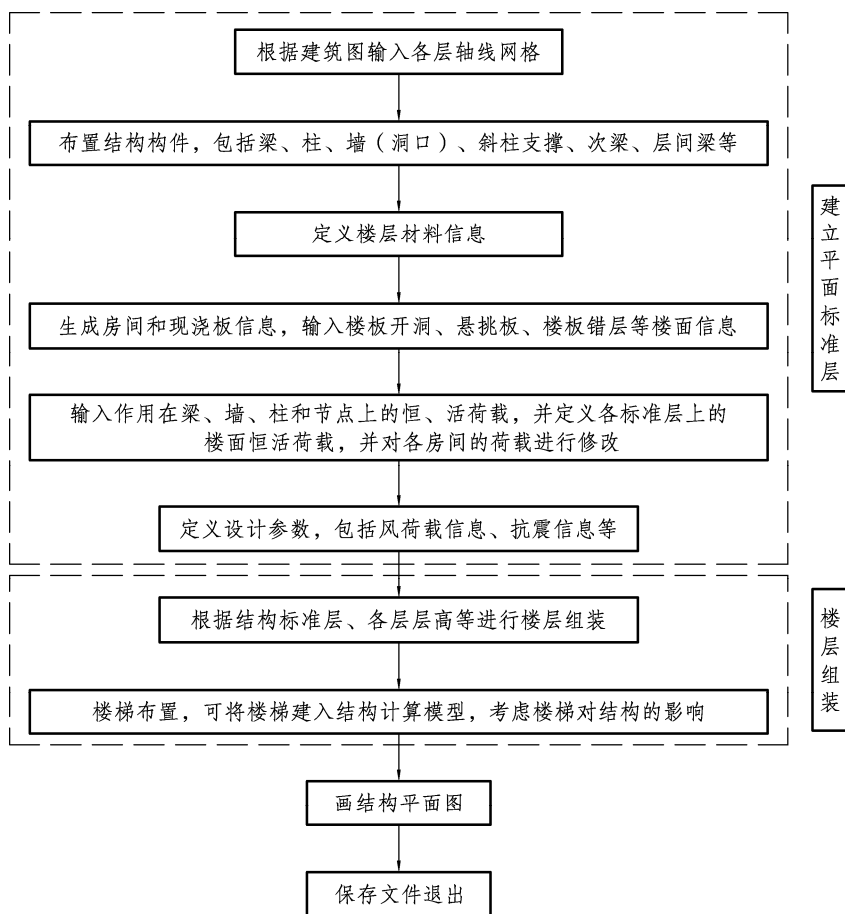 根据建筑图输入各层轴线网格
布置结构构件，包括梁、柱、墙（洞口）、斜柱支撑、次梁、层间梁等
定义楼层材料信息
生成房间和现浇板信息，输入楼板开洞、悬挑板、楼板错层等楼面信息
输入作用在梁、墙、柱和节点上的恒、活荷载，并定义各标准层上的
楼面恒活荷载，并对各房间的荷载进行修改
定义设计参数，包括风荷载信息、抗震信息等
建立平面标准层
根据结构标准层、各层层高等进行楼层组装
楼梯布置，可将楼梯建入结构计算模型，考虑楼梯对结构的影响
楼层组装
画结构平面图
保存文件退出